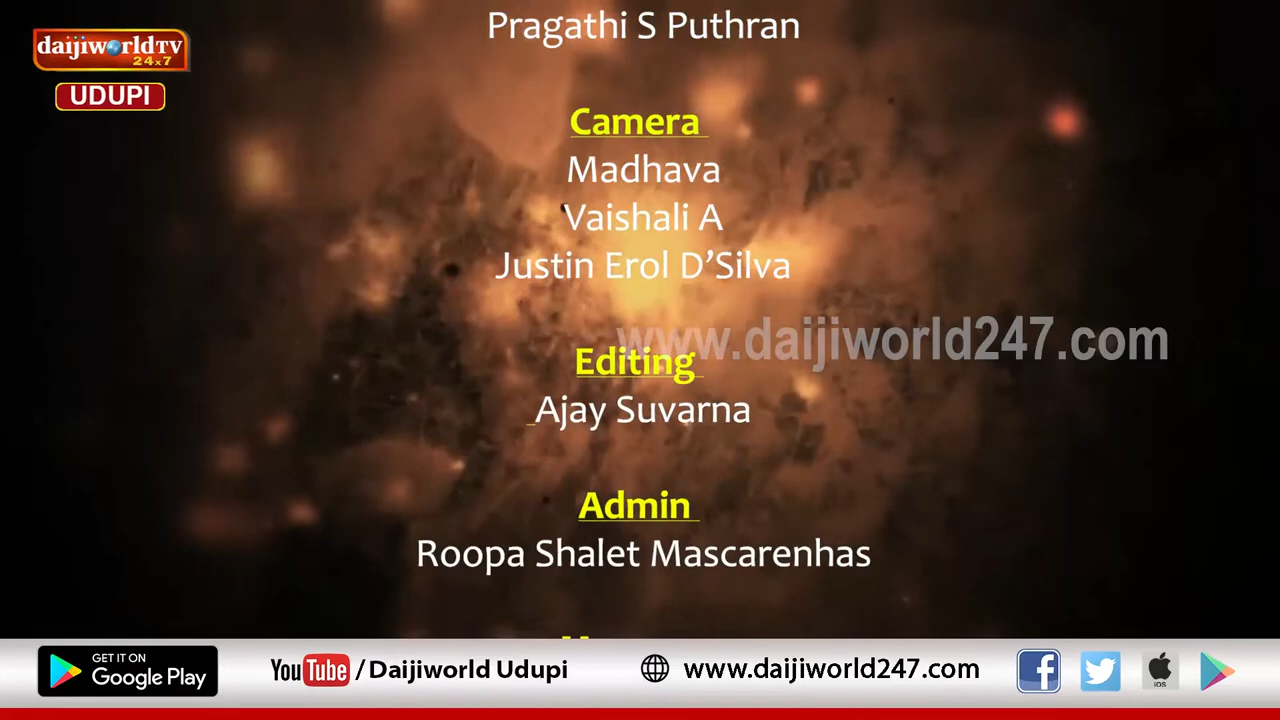 Pragathi S Puthran
daijiworldTV
24x7
UDUPI
Camera
Madhava
Vaishali A
Justin Erol D’Silva
www.daijiworld247.com
Editing
Ajay Suvarna
Admin
Roopa Shalet Mascarenhas
GET IT ON
Google Play
YouTube / Daijiworld Udupi
www.daijiworld247.com
iOS